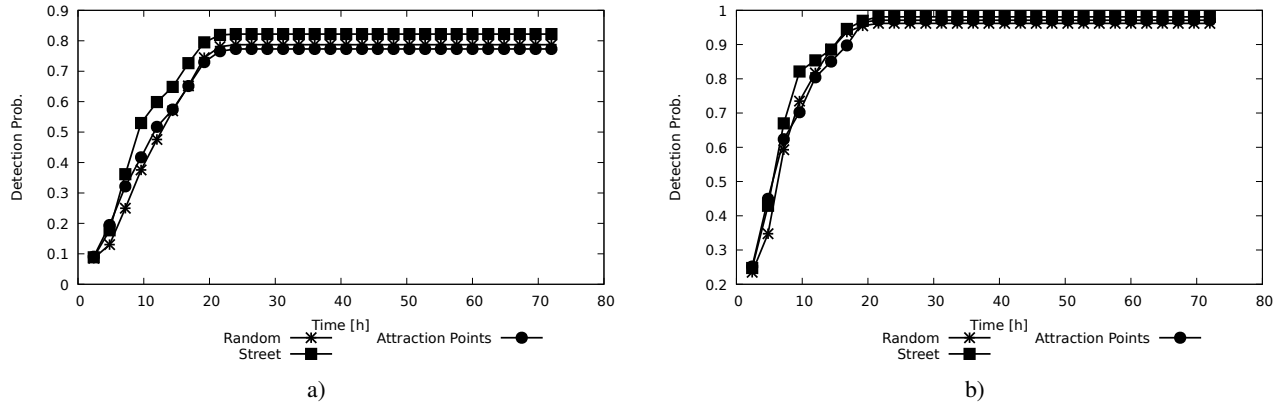 0.9
0.8
0.7
0.6
0.5
0.4
0.3
0.2
0.1
0
Detection Prob.
0 10 20 30 40 50 60 70 80
Time [h]
Random Attraction Points
Street
a)
1
0.9
0.8
0.7
0.6
0.5
0.4
0.3
0.2
Detection Prob.
0 10 20 30 40 50 60 70 80
Time [h]
Random Attraction Points
Street
b)